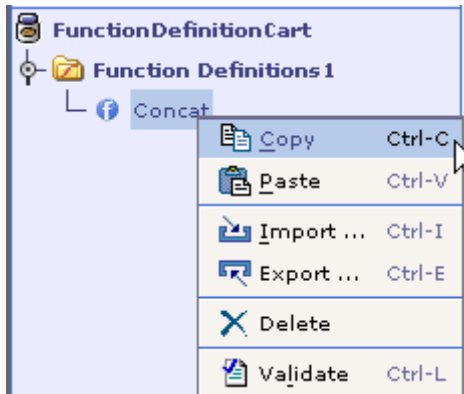 FunctionDefinitionCart
Function Definitions1
Concat
Copy Ctrl-C
Paste Ctrl-V
Import ... Ctrl-I
Export ... Ctrl-E
Delete
Validate Ctrl-L